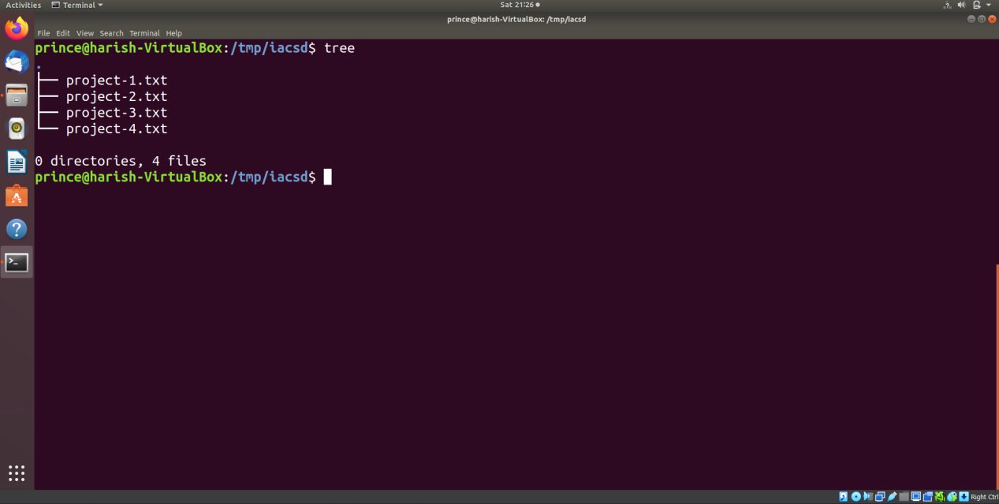 Activities Terminal Sat 21:26
prince@harish-VirtualBox: /tmp/iacsd
File Edit View Search Terminal Help
prince@harish-VirtualBox:/tmp/iacsd$ tree
.
├── project-1.txt
├── project-2.txt
├── project-3.txt
└── project-4.txt
0 directories, 4 files
prince@harish-VirtualBox:/tmp/iacsd$
Right Ctrl